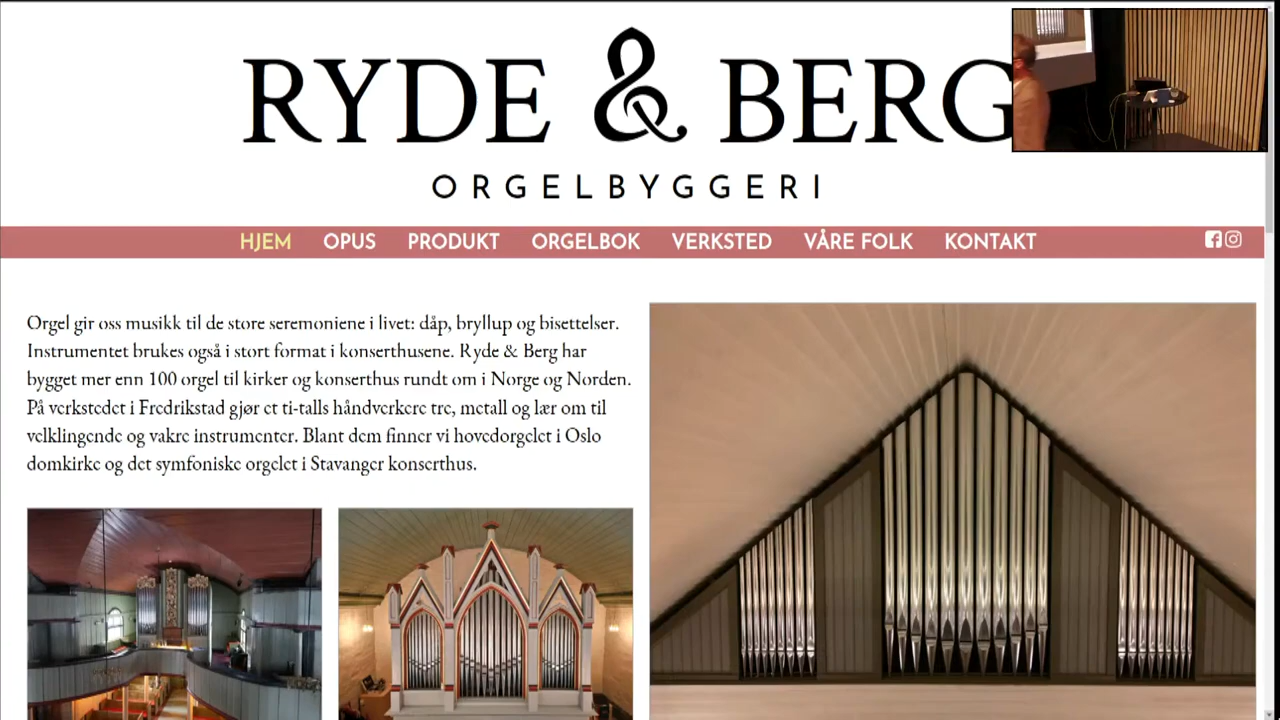 RYDE & BERG
ORGELBYGGERI
HJEM OPUS PRODUKT ORGELBOK VERKSTED VÅRE FOLK KONTAKT
Orgel gir oss musikk til de store seremoniene i livet: dåp, bryllup og bisettelser.
Instrumentet brukes også i stort format i konserthusene. Ryde & Berg har
bygget mer enn 100 orgel til kirker og konserthus rundt om i Norge og Norden.
På verkstedet i Fredrikstad gjør et ti-talls håndverkere tre, metall og lær om til
velklingende og vakre instrumenter. Blant dem finner vi hovedorgelet i Oslo
domkirke og det symfoniske orgelet i Stavanger konserthus.